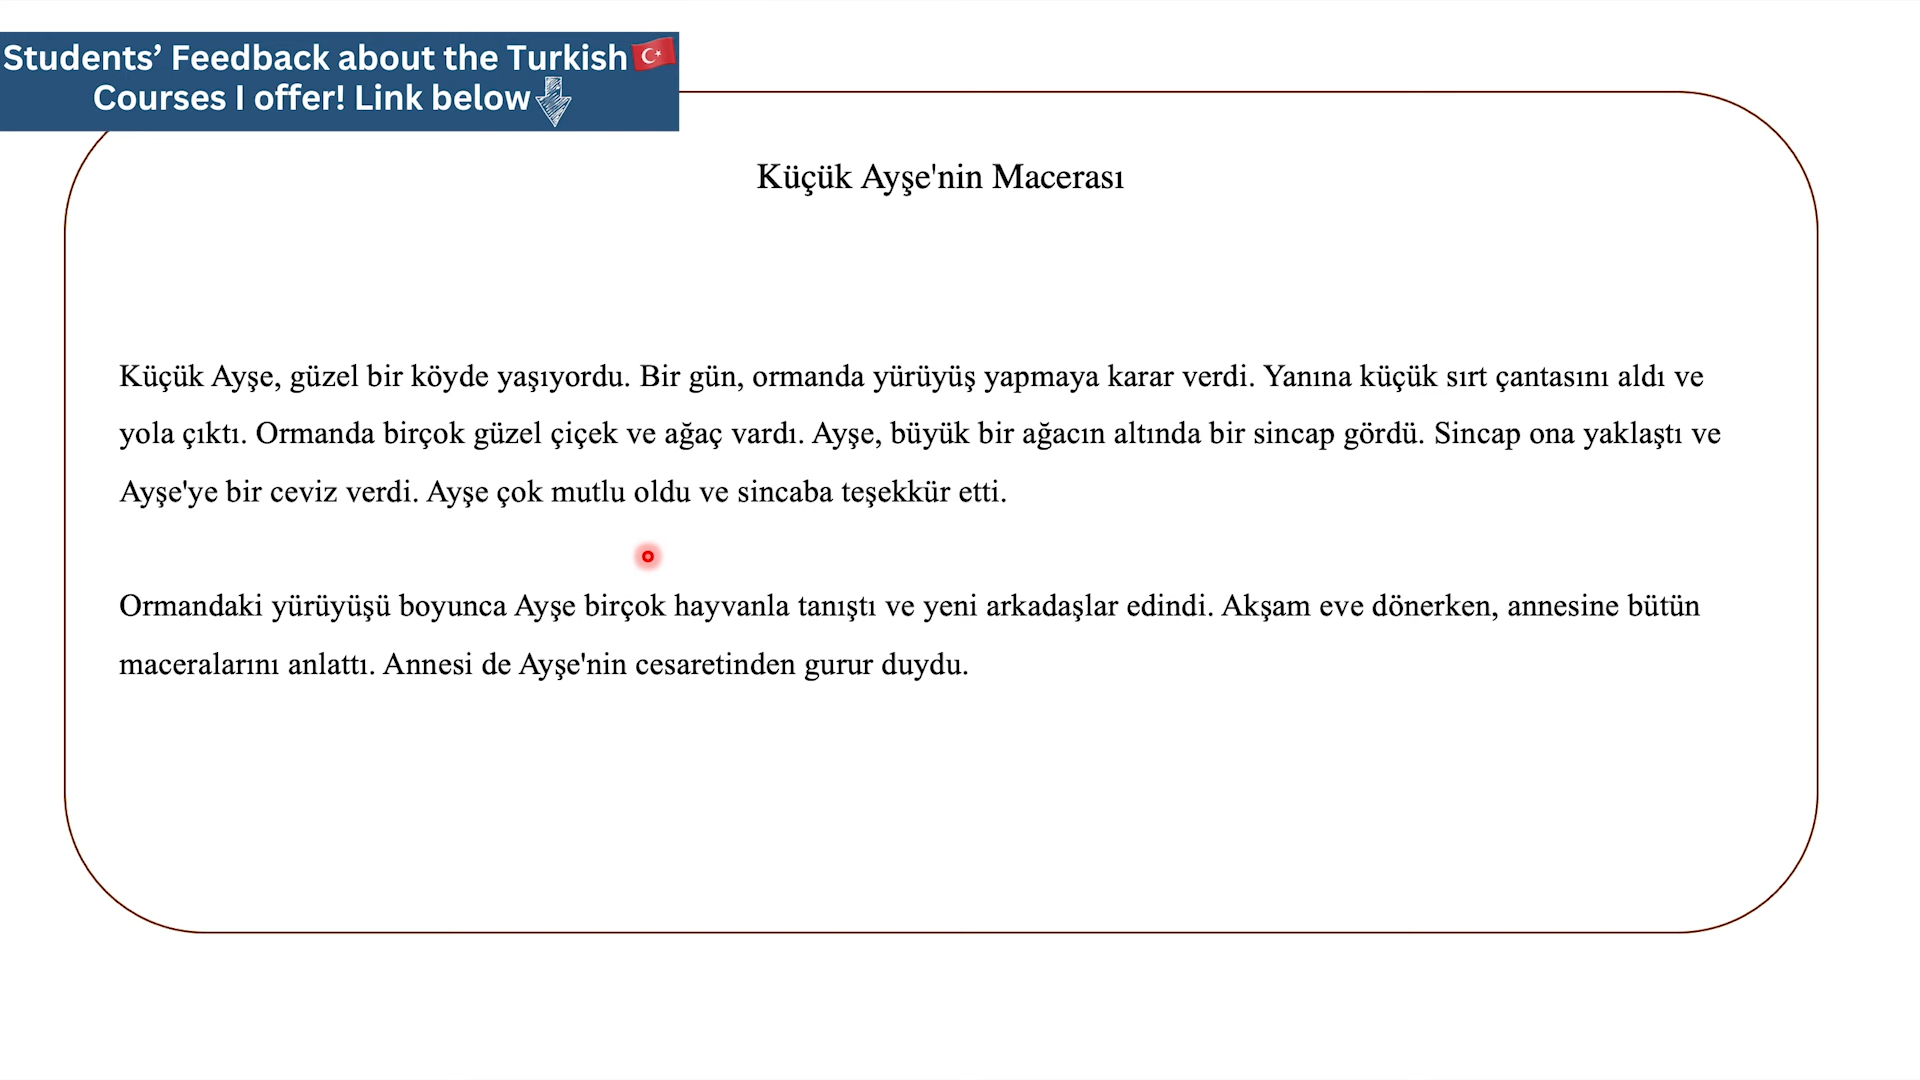 Students’ Feedback about the Turkish
Courses I offer! Link below
Küçük Ayşe'nin Macerası
Küçük Ayşe, güzel bir köyde yaşıyordu. Bir gün, ormanda yürüyüş yapmaya karar verdi. Yanına küçük sırt çantasını aldı ve
yola çıktı. Ormanda birçok güzel çiçek ve ağaç vardı. Ayşe, büyük bir ağacın altında bir sincap gördü. Sincap ona yaklaştı ve
Ayşe'ye bir ceviz verdi. Ayşe çok mutlu oldu ve sincaba teşekkür etti.
Ormandaki yürüyüşü boyunca Ayşe birçok hayvanla tanıştı ve yeni arkadaşlar edindi. Akşam eve dönerken, annesine bütün
maceralarını anlattı. Annesi de Ayşe'nin cesaretinden gurur duydu.